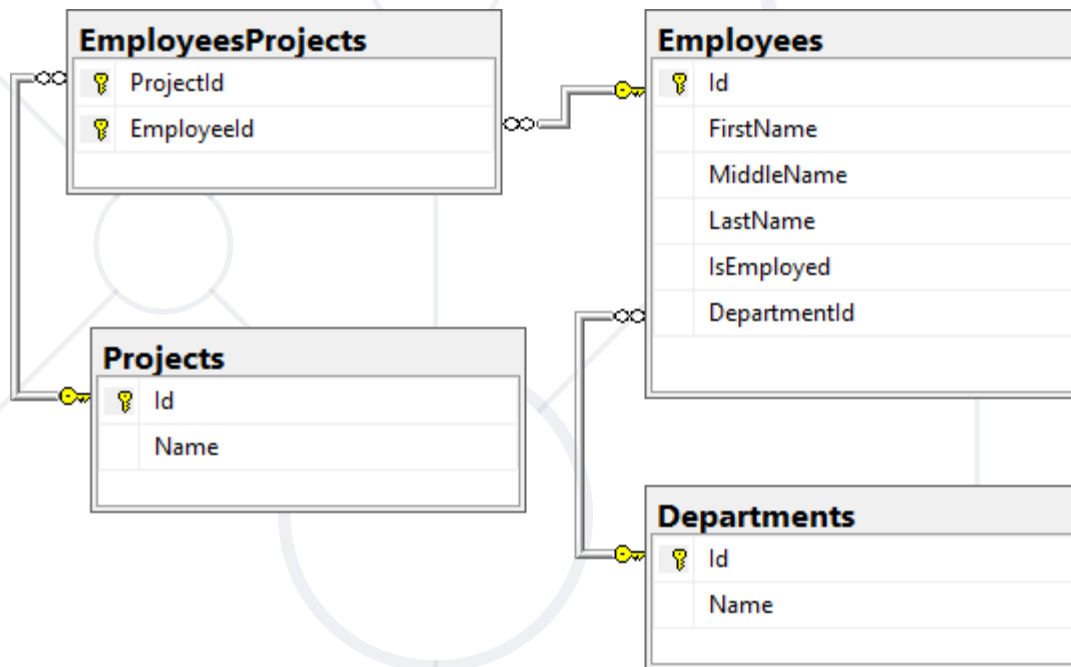 EmployeesProjects
ProjectId
EmployeeId
Employees
Id
FirstName
MiddleName
LastName
IsEmployed
DepartmentId
Projects
Id
Name
Departments
Id
Name